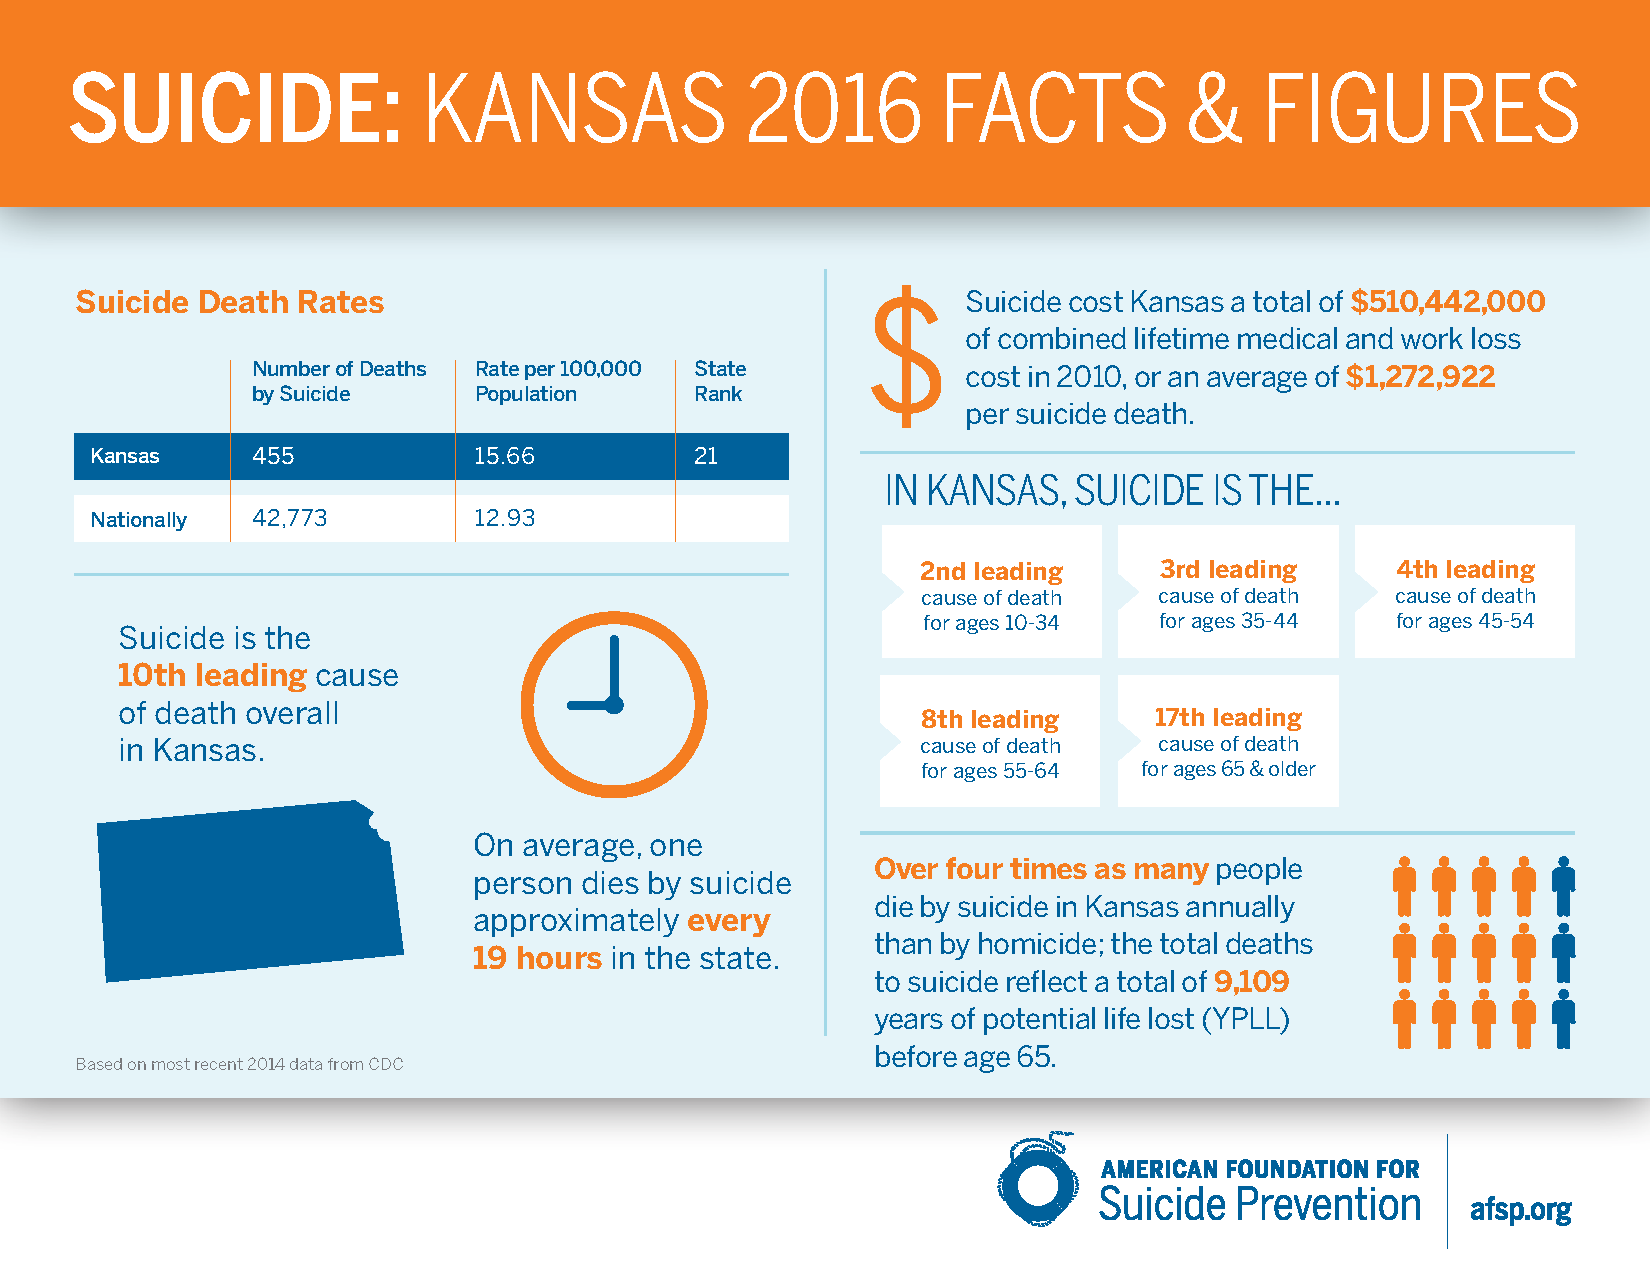 SUICIDE: KANSAS 2016 FACTS & FIGURES
Suicide Death Rates
Number of Deaths by Suicide
Rate per 100,000 Population
State Rank
Kansas 455 15.66 21
Nationally 42,773 12.93
Suicide is the
10th leading cause
of death overall
in Kansas.
On average, one
person dies by suicide
approximately every
19 hours in the state.
Based on most recent 2014 data from CDC
$
Suicide cost Kansas a total of $510,442,000
of combined lifetime medical and work loss
cost in 2010, or an average of $1,272,922
per suicide death.
IN KANSAS, SUICIDE IS THE...
2nd leading
cause of death
for ages 10-34
3rd leading
cause of death
for ages 35-44
4th leading
cause of death
for ages 45-54
8th leading
cause of death
for ages 55-64
17th leading
cause of death
for ages 65 & older
Over four times as many people
die by suicide in Kansas annually
than by homicide; the total deaths
to suicide reflect a total of 9,109
years of potential life lost (YPLL)
before age 65.
AMERICAN FOUNDATION FOR
Suicide Prevention
afsp.org